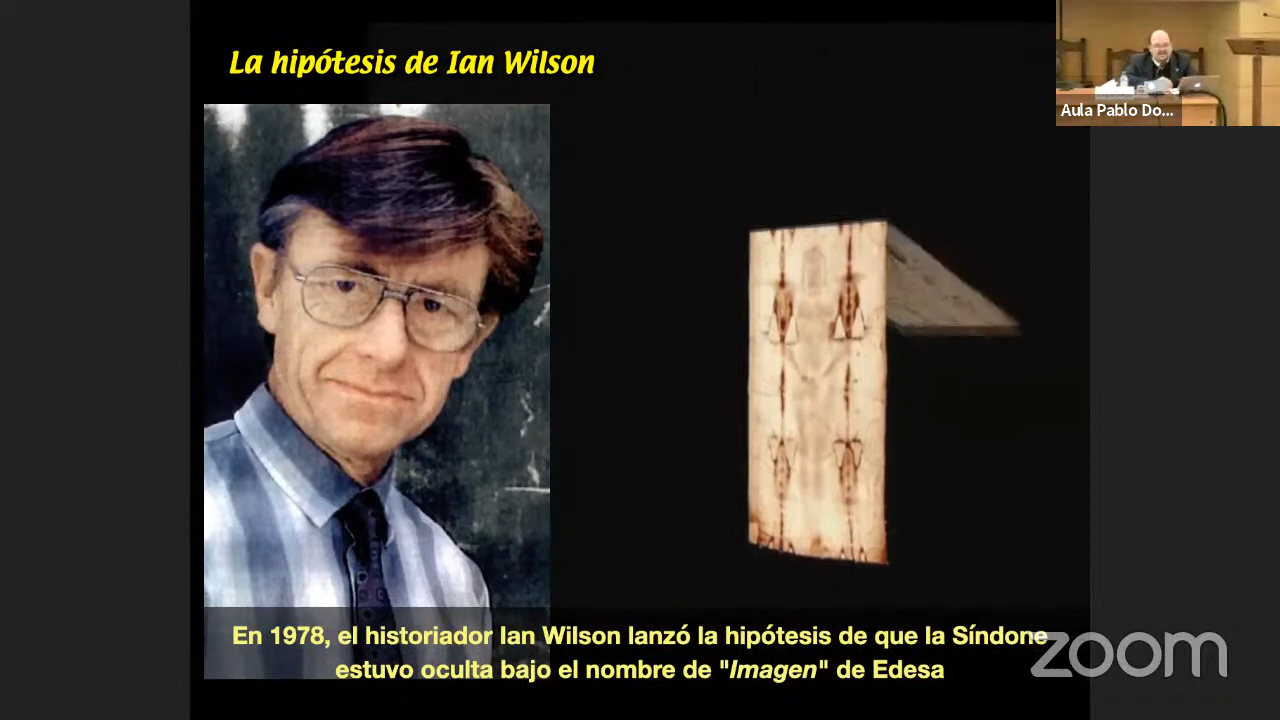 La hipótesis de Ian Wilson
Aula Pablo Do...
En 1978, el historiador Ian Wilson lanzó la hipótesis de que la Síndone
estuvo oculta bajo el nombre de "Imagen" de Edesa
zoom